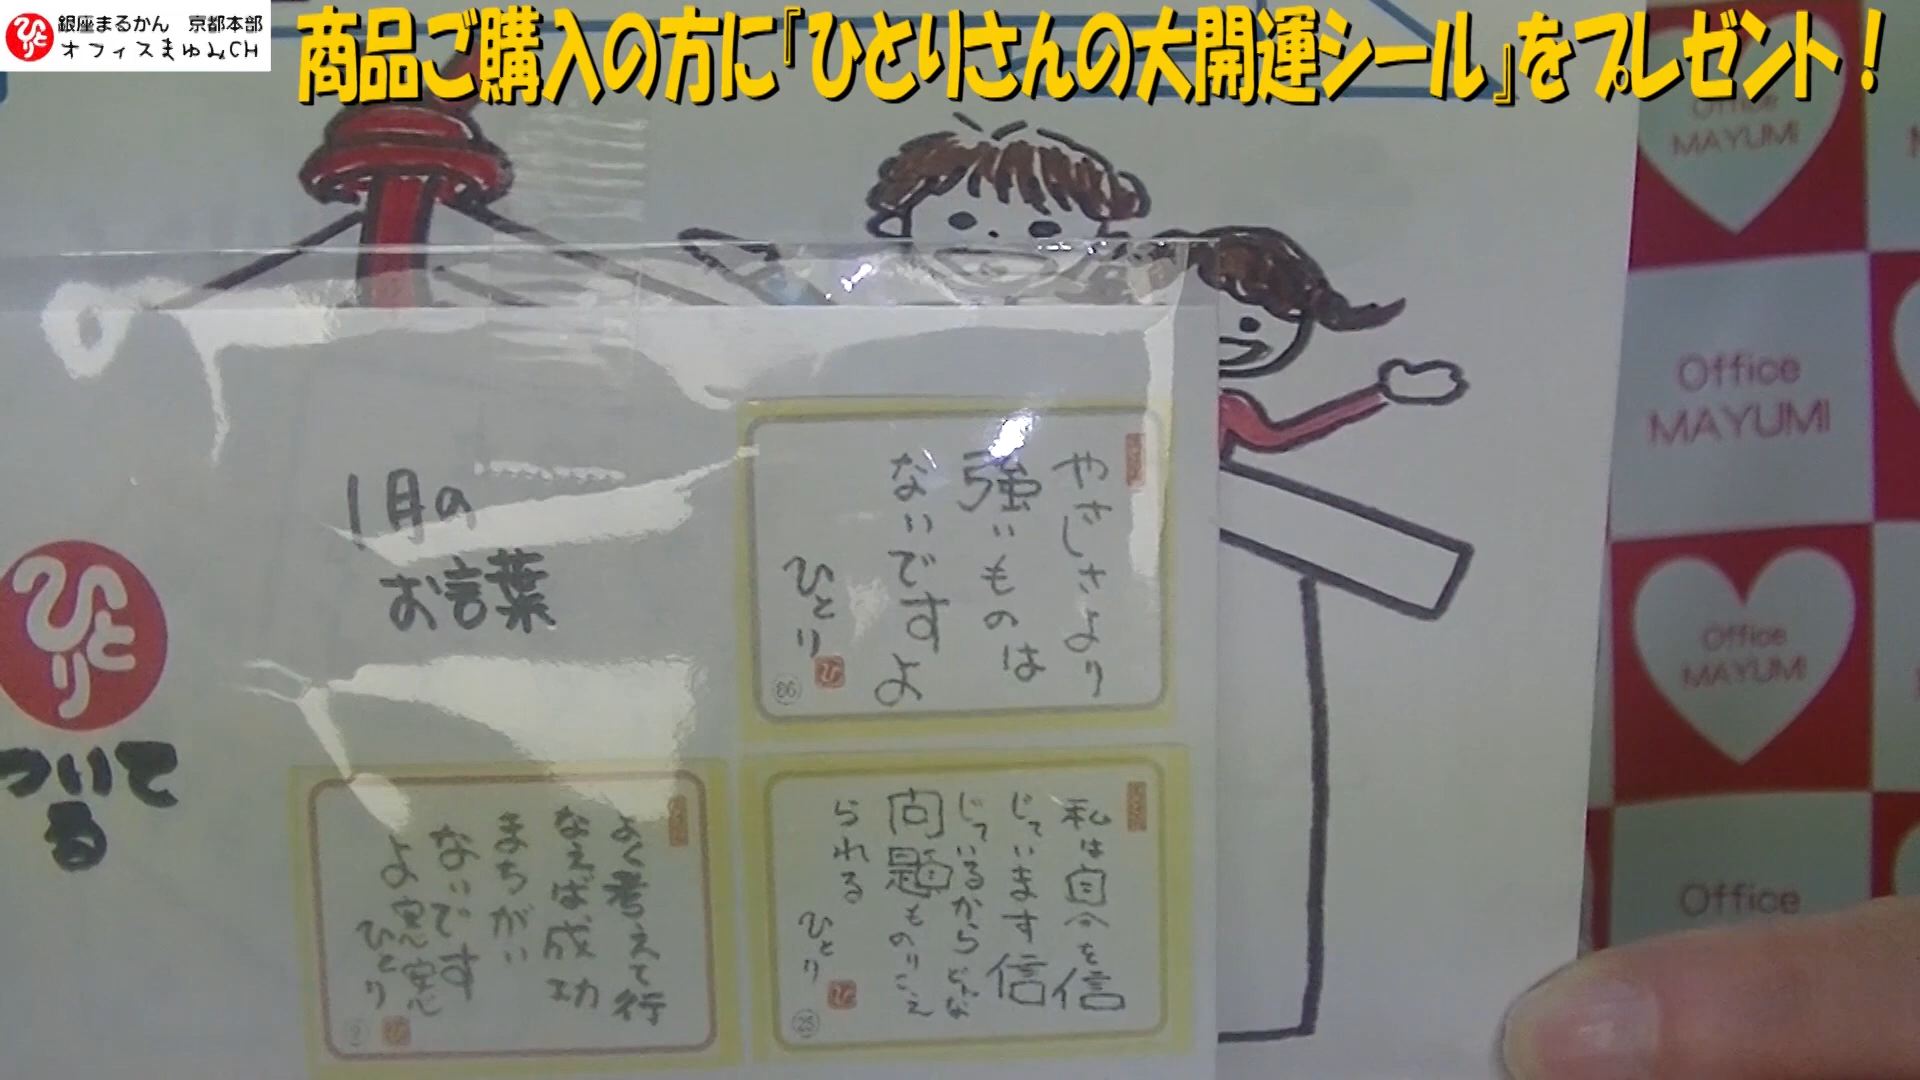 銀座まるかん 京都本部
オフィスまゆみCH
商品ご購入の方に『ひとりさんの大開運シール』をプレゼント！
Office
MAYUMI
Office
MAYUMI
Office
MAYUMI
Office
1月の
お言葉
ひとり
ついて
る
やさしさより
強いものは
ないですよ
ひとり
ひ
86
私は自分を信
じています信
じているからどんな
問題ものりこえ
られる
ひとり
ひ
25
よく考えて行
なえば成功
まちがい
ないです
よ
ひとり